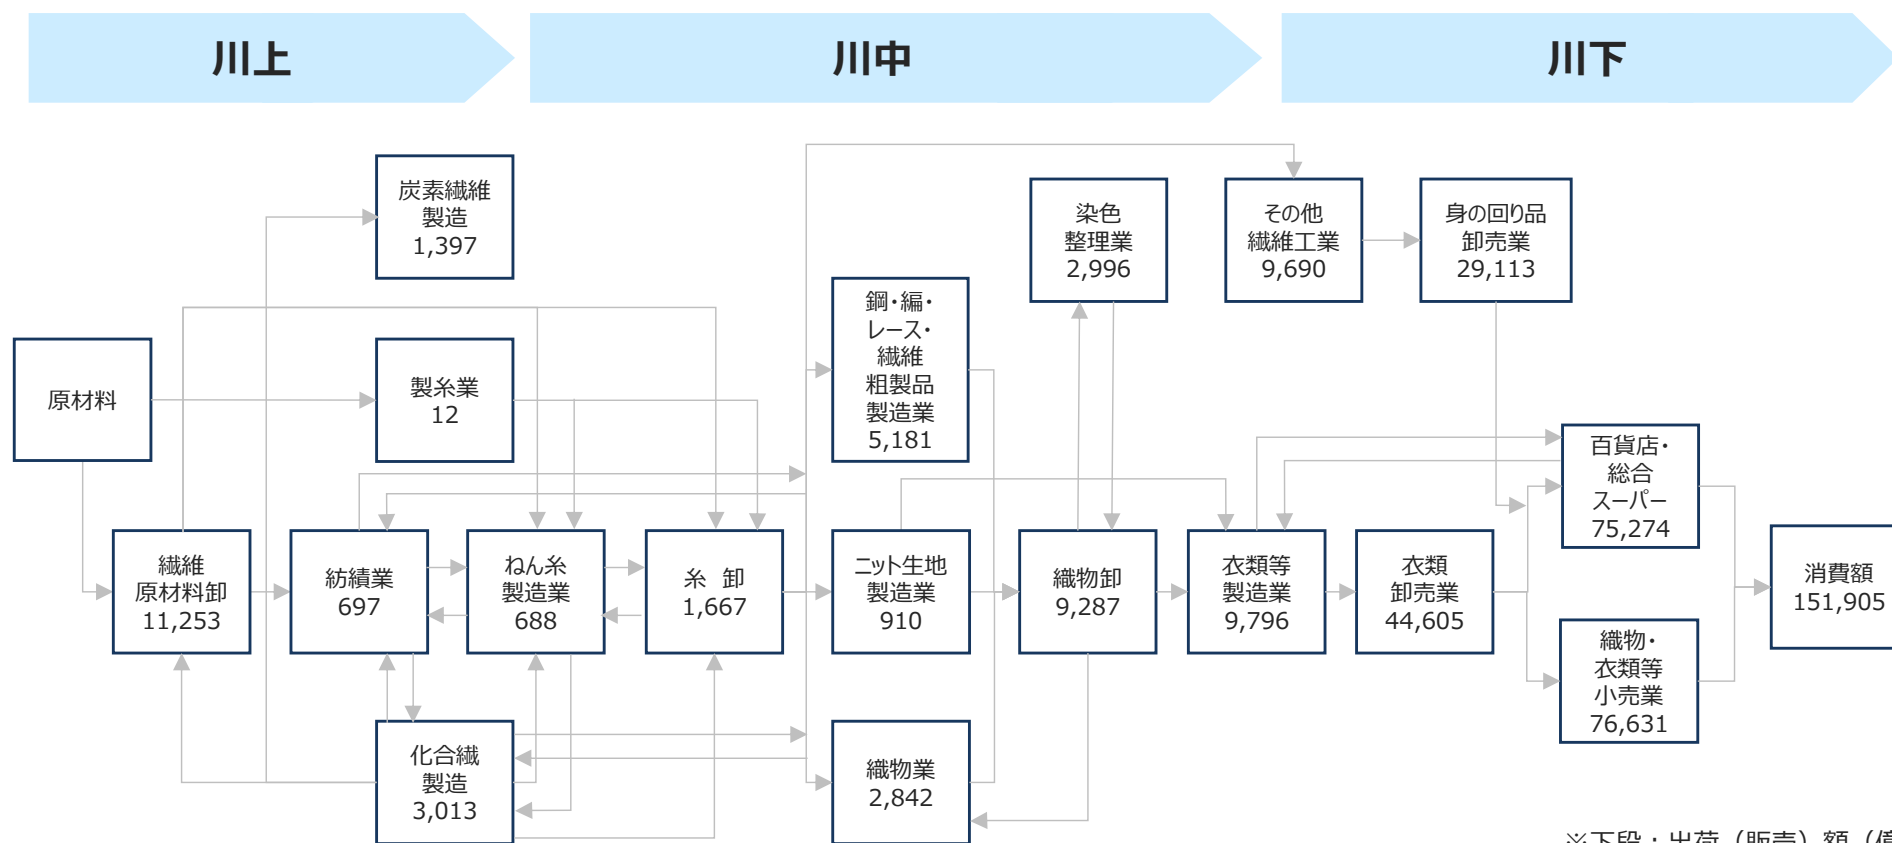 川上
川中
川下
炭素繊維
製造
1,397
染色
整理業
2,996
その他
繊維工業
9,690
身の回り品
卸売業
29,113
鋼・編・
レース・
繊維
粗製品
製造業
5,181
原材料
製糸業
12
百貨店・
総合
スーパー
75,274
繊維
原材料卸
11,253
紡績業
697
ねん糸
製造業
688
糸 卸
1,667
ニット生地
製造業
910
織物卸
9,287
衣類等
製造業
9,796
衣類
卸売業
44,605
消費額
151,905
織物・
衣類等
小売業
76,631
化合繊
製造
3,013
織物業
2,842
※下段：出荷（販売）額（億